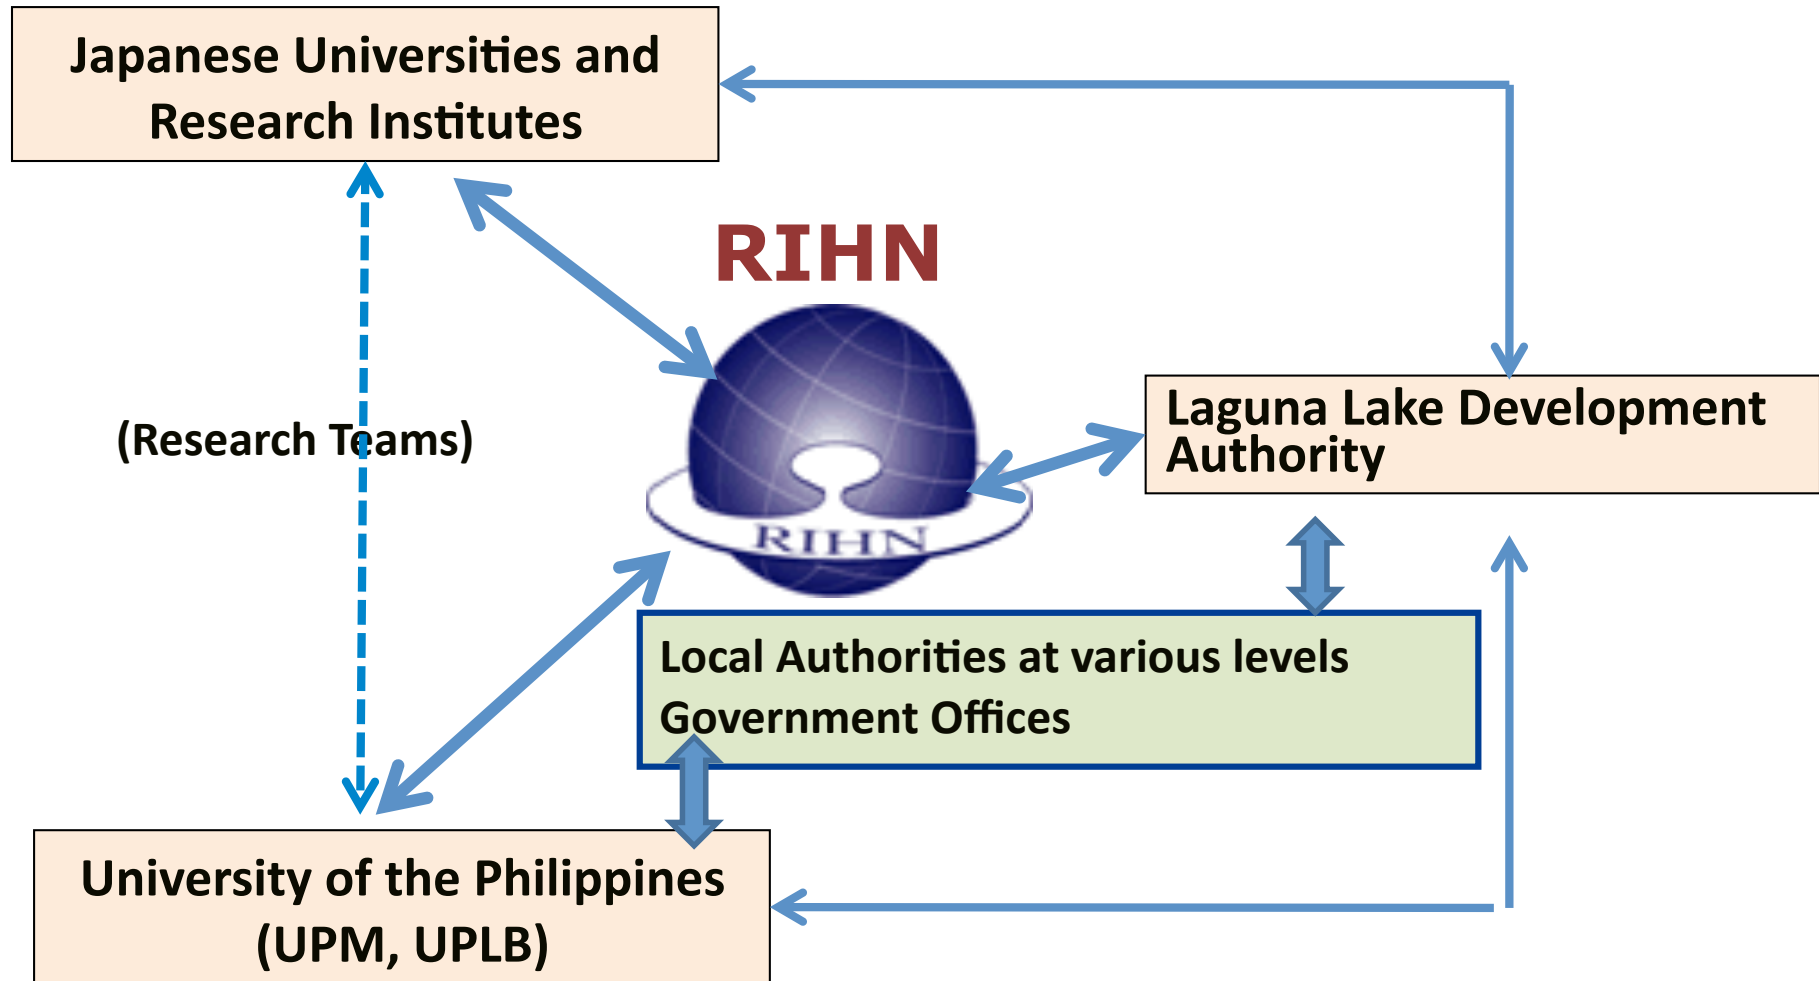 Japanese Universities and
Research Institutes
RIHN
(Research Teams)
Laguna Lake Development
Authority
RIHN
Local Authorities at various levels
Government Offices
University of the Philippines
(UPM, UPLB)